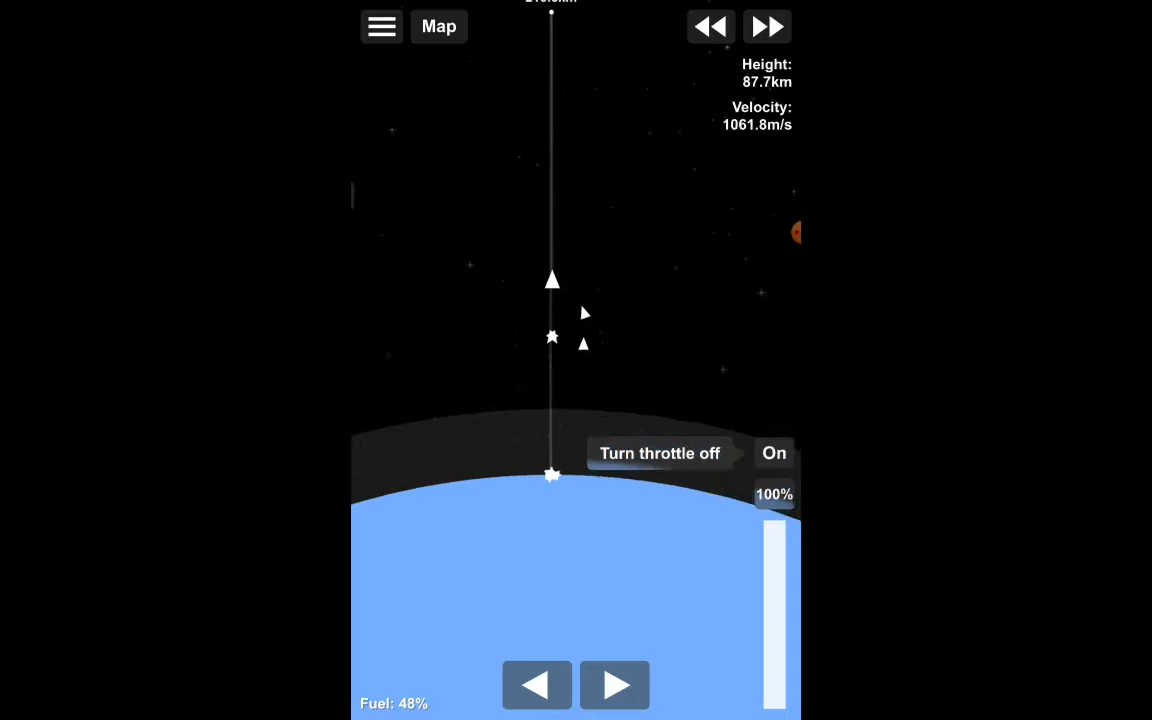 Map
Height:
87.7km
Velocity:
1061.8m/s
Turn throttle off
On
100%
Fuel: 48%